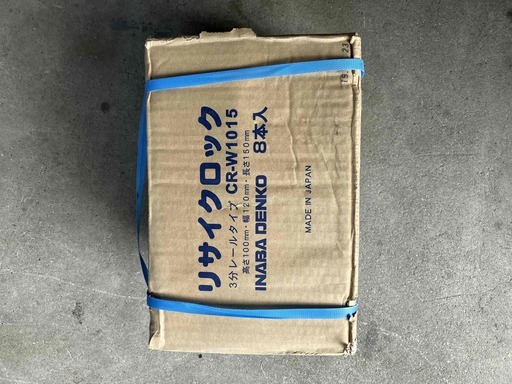 リサイクロック
3分レールタイズ CR-W1015
高さ100mm・幅120mm・長さ150mm
INABA DENKO 8本入
MADE IN JAPAN